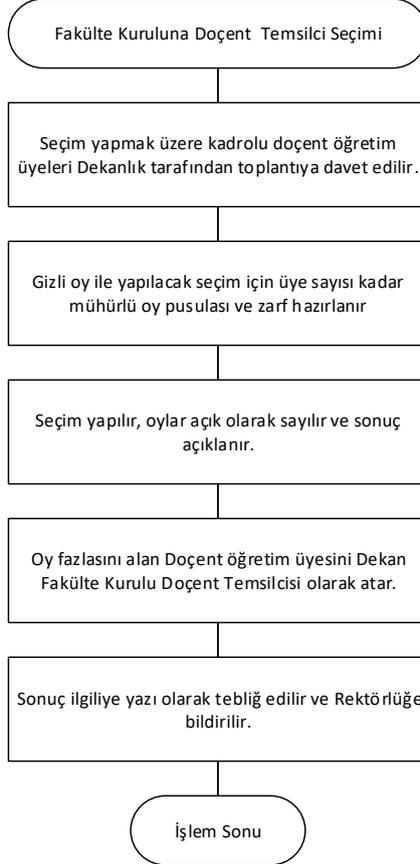 Fakülte Kuruluna Doçent Temsilci Seçimi
Seçim yapmak üzere kadrolu doçent öğretim
üyeleri Dekanlık tarafından toplantıya davet edilir.
Gizli oy ile yapılacak seçim için üye sayısı kadar
mühürlü oy pusulası ve zarf hazırlanır
Seçim yapılır, oylar açık olarak sayılır ve sonuç
açıklanır.
Oy fazlasını alan Doçent öğretim üyesini Dekan
Fakülte Kurulu Doçent Temsilcisi olarak atar.
Sonuç ilgiliye yazı olarak tebliğ edilir ve Rektörlüğe
bildirilir.
İşlem Sonu